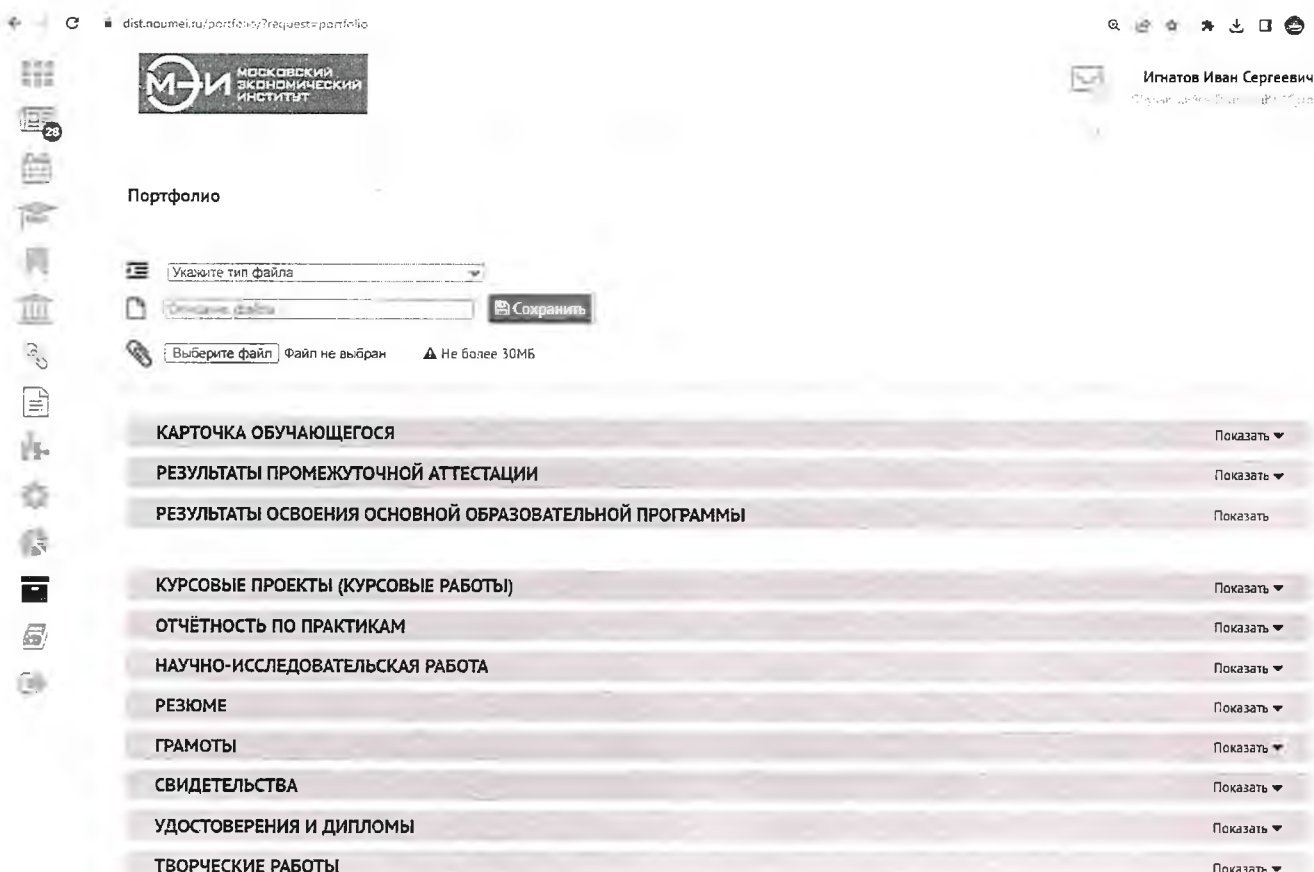 dist.noumei.ru/portfolio/?request=portfolio
МЭИ МОСКОВСКИЙ
ЭКОНОМИЧЕСКИЙ
ИНСТИТУТ
Игнатов Иван Сергеевич
28
Портфолио
Укажите тип файла
Описание файла
Сохранить
Выберите файл Файл не выбран Не более 30МБ
КАРТОЧКА ОБУЧАЮЩЕГОСЯ Показать
РЕЗУЛЬТАТЫ ПРОМЕЖУТОЧНОЙ АТТЕСТАЦИИ Показать
РЕЗУЛЬТАТЫ ОСВОЕНИЯ ОСНОВНОЙ ОБРАЗОВАТЕЛЬНОЙ ПРОГРАММЫ Показать
КУРСОВЫЕ ПРОЕКТЫ (КУРСОВЫЕ РАБОТЫ) Показать
ОТЧЁТНОСТЬ ПО ПРАКТИКАМ Показать
НАУЧНО-ИССЛЕДОВАТЕЛЬСКАЯ РАБОТА Показать
РЕЗЮМЕ Показать
ГРАМОТЫ Показать
СВИДЕТЕЛЬСТВА Показать
УДОСТОВЕРЕНИЯ И ДИПЛОМЫ Показать
ТВОРЧЕСКИЕ РАБОТЫ Показать